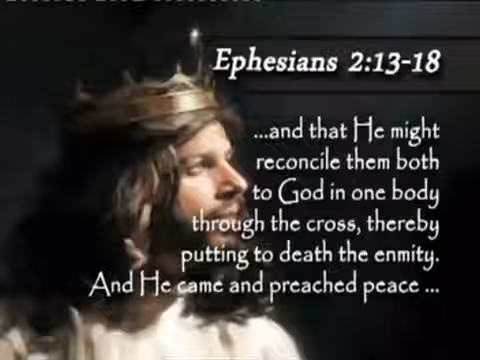 Ephesians 2:13-18
...and that He might
reconcile them both
to God in one body
through the cross, thereby
putting to death the enmity.
And He came and preached peace ...